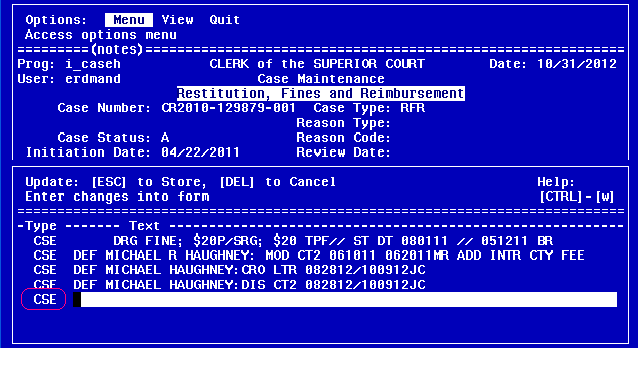 Options: Menu View Quit
Access options menu
=========(notes)============================================================
Prog: i_caseh CLERK of the SUPERIOR COURT Date: 10/31/2012
User: erdmand Case Maintenance
Restitution, Fines and Reimbursement
Case Number: CR2010-129879-001 Case Type: RFR
Reason Type:
Case Status: A Reason Code:
Initiation Date: 04/22/2011 Review Date:
Update: [ESC] to Store, [DEL] to Cancel Help:
Enter changes into form [CTRL]-[w]
============================================================================
-Type ------- Text ---------------------------------------------------------
CSE DRG FINE; $20P/SRG; $20 TPF// ST DT 080111 // 051211 BR
CSE DEF MICHAEL R HAUGHNEY: MOD CT2 061011 062011MR ADD INTR CTY FEE
CSE DEF MICHAEL HAUGHNEY:CRO LTR 082812/100912JC
CSE DEF MICHAEL HAUGHNEY:DIS CT2 082812/100912JC
CSE